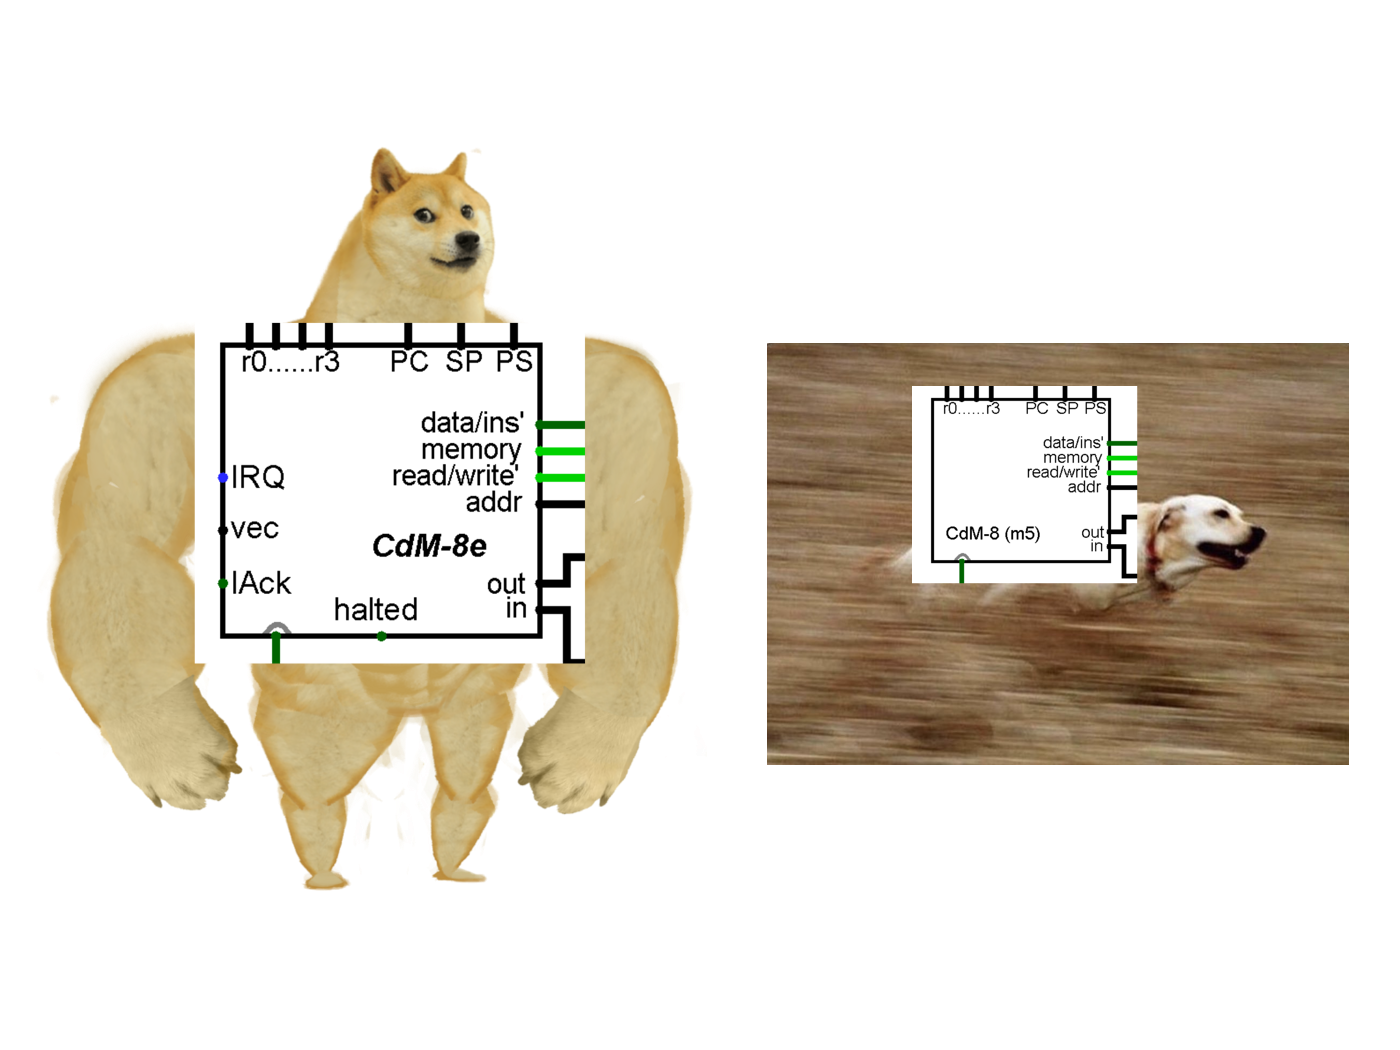 r0......r3 PC SP PS
data/ins'
memory
read/write'
addr
IRQ
vec
IAck
CdM-8e
out
in
halted
r0......r3 PC SP PS
data/ins'
memory
read/write'
addr
CdM-8 (m5)
out
in